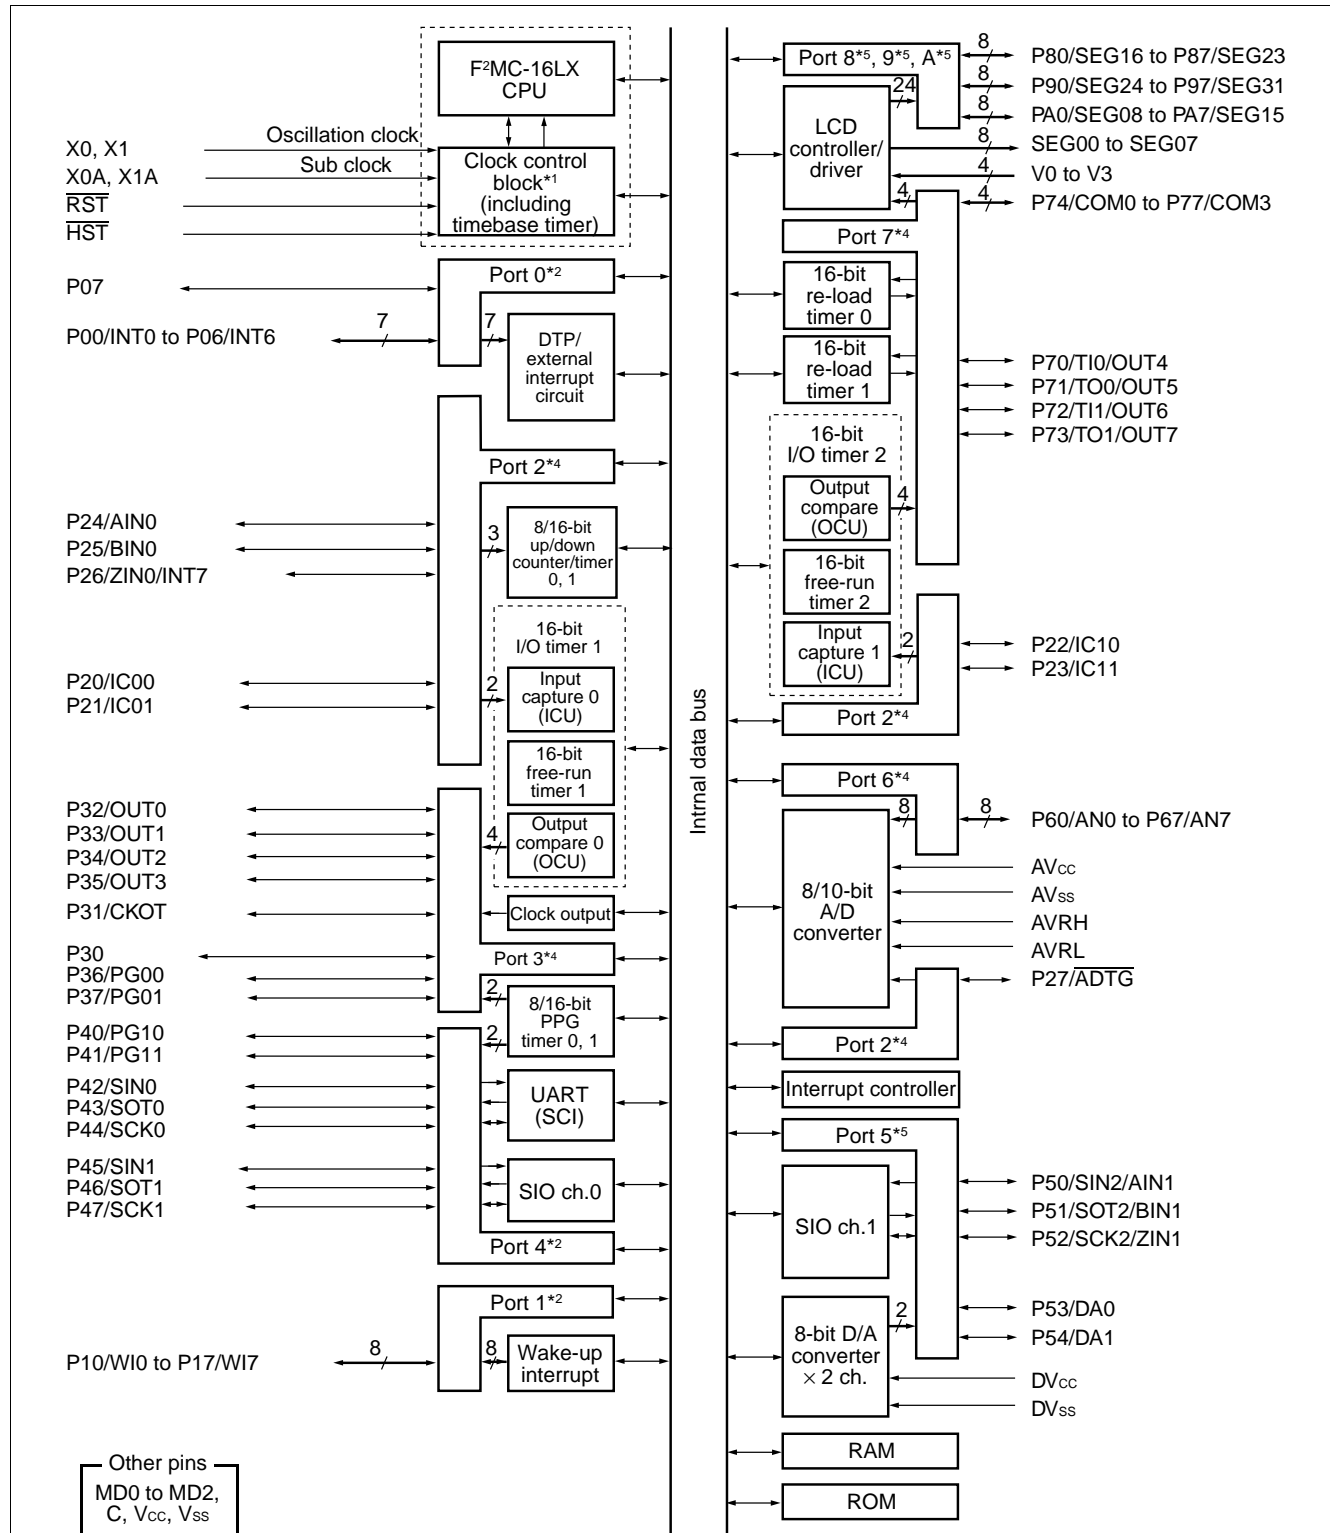 F²MC-16LX
CPU
Oscillation clock
X0, X1
Sub clock
X0A, X1A
RST
HST
Clock control
block*1
(including
timebase timer)
Port 0*2
P07
P00/INT0 to P06/INT6
7
7
DTP/
external
interrupt
circuit
Port 2*4
P24/AIN0
P25/BIN0
P26/ZIN0/INT7
3
8/16-bit
up/down
counter/timer
0, 1
16-bit
I/O timer 1
P20/IC00
P21/IC01
2
Input
capture 0
(ICU)
16-bit
free-run
timer 1
P32/OUT0
P33/OUT1
P34/OUT2
P35/OUT3
4
Output
compare 0
(OCU)
P31/CKOT
Clock output
P30
Port 3*4
P36/PG00
P37/PG01
2
8/16-bit
PPG
timer 0, 1
P40/PG10
P41/PG11
2
P42/SIN0
P43/SOT0
P44/SCK0
UART
(SCI)
P45/SIN1
P46/SOT1
P47/SCK1
SIO ch.0
Port 4*2
Port 1*2
P10/WI0 to P17/WI7
8
8
Wake-up
interrupt
Other pins
MD0 to MD2,
C, VCC, VSS
Intrnal data bus
Port 8*5, 9*5, A*5
8
P80/SEG16 to P87/SEG23
8
P90/SEG24 to P97/SEG31
24
8
PA0/SEG08 to PA7/SEG15
LCD
controller/
driver
8
SEG00 to SEG07
4
V0 to V3
4
4
P74/COM0 to P77/COM3
Port 7*4
16-bit
re-load
timer 0
16-bit
re-load
timer 1
P70/TI0/OUT4
P71/TO0/OUT5
P72/TI1/OUT6
P73/TO1/OUT7
16-bit
I/O timer 2
Output
compare 1
(OCU)
4
16-bit
free-run
timer 2
Input
capture 1
(ICU)
2
P22/IC10
P23/IC11
Port 2*4
Port 6*4
8
8
P60/AN0 to P67/AN7
8/10-bit
A/D
converter
AVCC
AVSS
AVRH
AVRL
P27/ADTG
Port 2*4
Interrupt controller
Port 5*5
SIO ch.1
P50/SIN2/AIN1
P51/SOT2/BIN1
P52/SCK2/ZIN1
8-bit D/A
converter
× 2 ch.
2
P53/DA0
P54/DA1
DVCC
DVSS
RAM
ROM